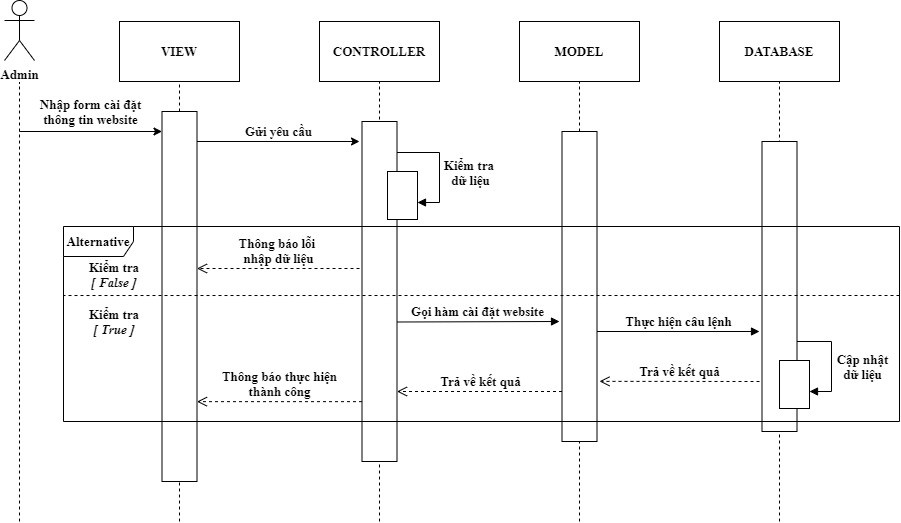 VIEW
CONTROLLER
MODEL
DATABASE
Admin
Nhập form cài đặt
thông tin website
Gửi yêu cầu
Kiểm tra
dữ liệu
Alternative
Thông báo lỗi
nhập dữ liệu
Kiểm tra
[ False ]
Kiểm tra
[ True ]
Gọi hàm cài đặt website
Thực hiện câu lệnh
Cập nhật
dữ liệu
Trả về kết quả
Trả về kết quả
Thông báo thực hiện
thành công